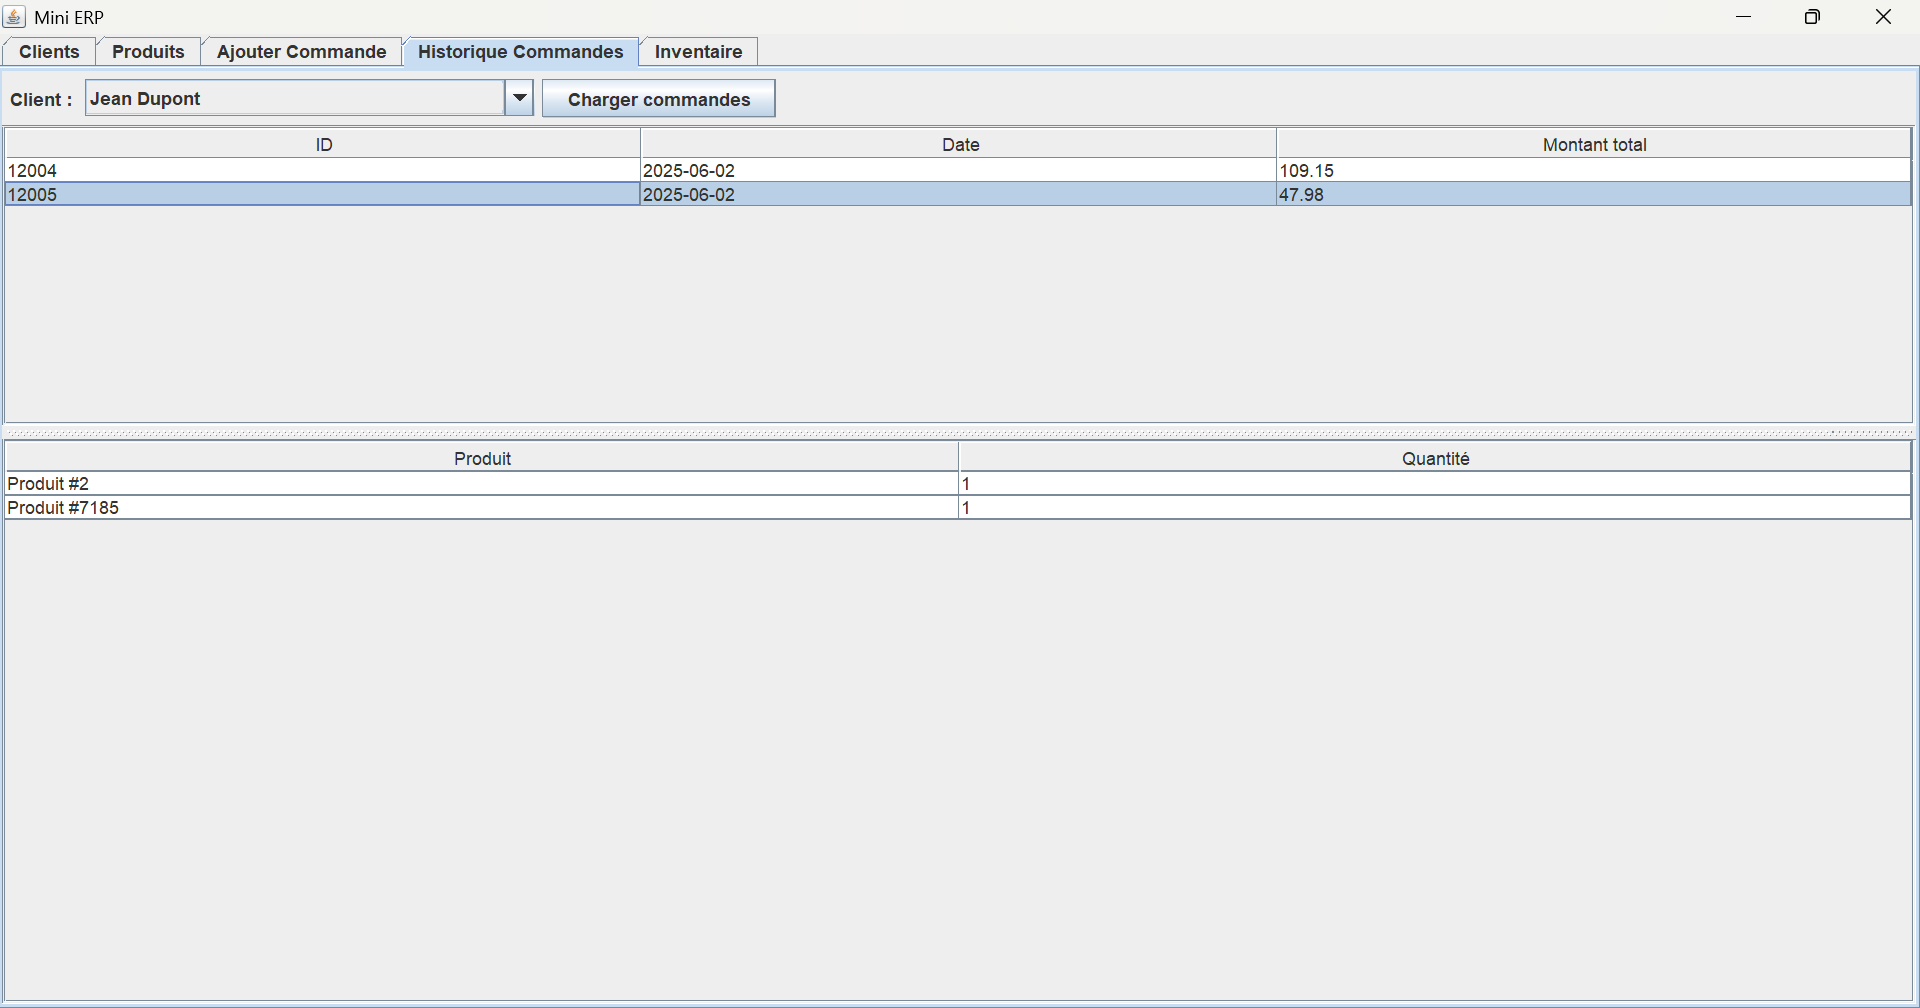 Mini ERP
Clients Produits Ajouter Commande Historique Commandes Inventaire
Client : Jean Dupont Charger commandes
ID Date Montant total
12004 2025-06-02 109.15
12005 2025-06-02 47.98
Produit Quantité
Produit #2 1
Produit #7185 1